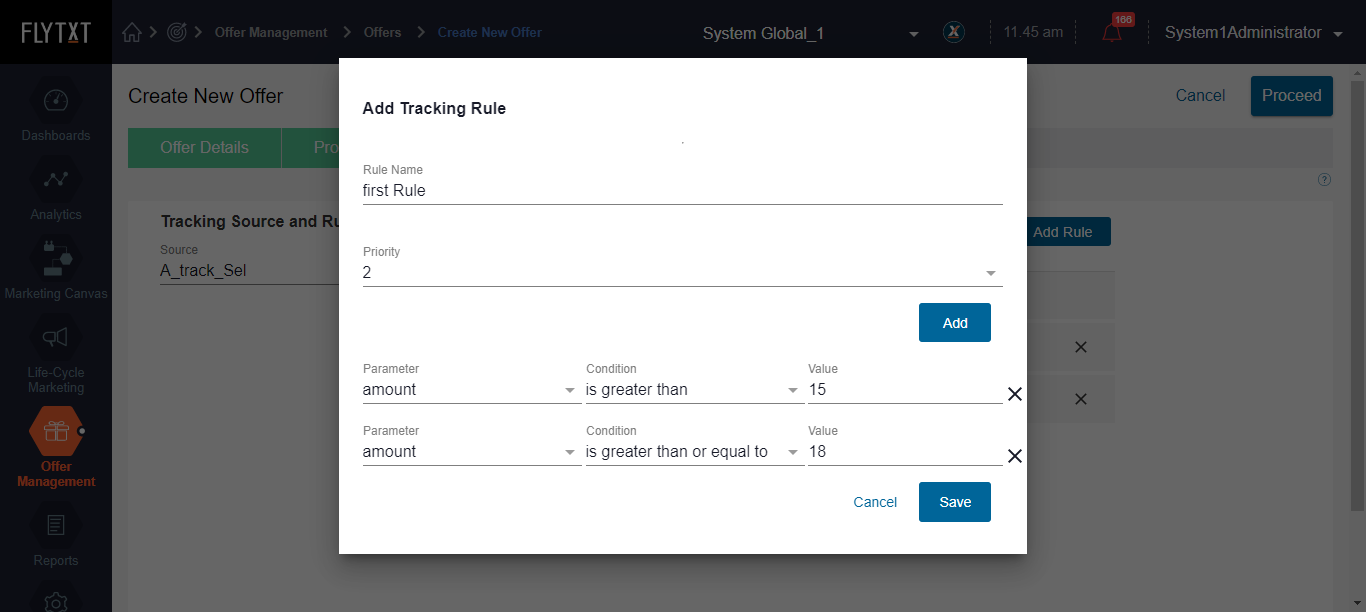 FLYTXT
Offer Management
Offers
Create New Offer
System Global_1
11.45 am
166
System1Administrator
Dashboards
Analytics
Marketing Canvas
Life-Cycle
Marketing
Offer
Management
Reports
Create New Offer
Cancel
Proceed
Offer Details
Pro
?
Tracking Source and Ru
Source
A_track_Sel
Add Rule
Add Tracking Rule
Rule Name
first Rule
Priority
2
Add
Parameter Condition Value
amount is greater than 15
Parameter Condition Value
amount is greater than or equal to 18
Cancel
Save